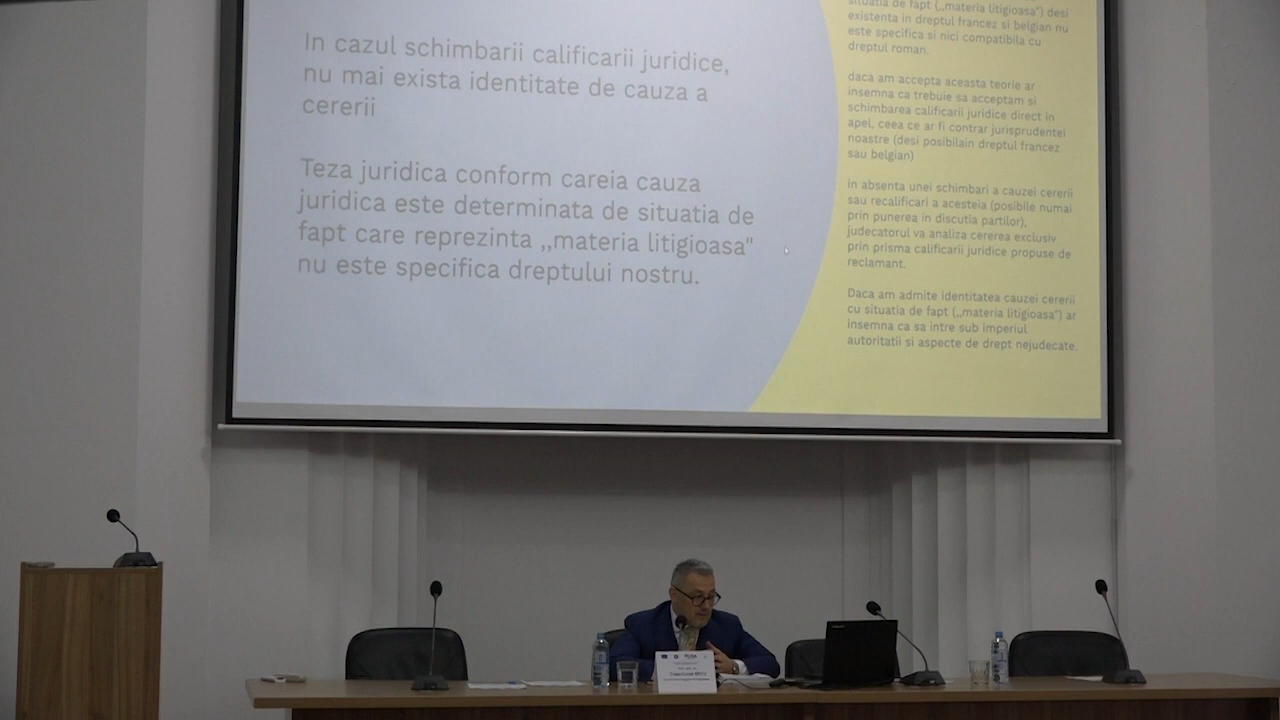 In cazul schimbarii calificarii juridice,
nu mai exista identitate de cauza a
cererii
Teza juridica conform careia cauza
juridica este determinata de situatia de
fapt care reprezinta ,,materia litigioasa"
nu este specifica dreptului nostru.
situatia de fapt (,,materia litigioasa") desi
existenta in dreptul francez si belgian nu
este specifica si nici compatibila cu
dreptul roman.
daca am accepta aceasta teorie ar
insemna ca trebuie sa acceptam si
schimbarea calificarii juridice direct in
apel, ceea ce ar fi contrar jurisprudentei
noastre (desi posibilain dreptul francez
sau belgian)
in absenta unei schimbari a cauzei cererii
sau recalificari a acesteia (posibile numai
prin punerea in discutia partilor),
judecatorul va analiza cererea exclusiv
prin prisma calificarii juridice propuse de
reclamant.
Daca am admite identitatea cauzei cererii
cu situatia de fapt (,,materia litigioasa") ar
insemna ca sa intre sub imperiul
autoritatii si aspecte de drept nejudecate.